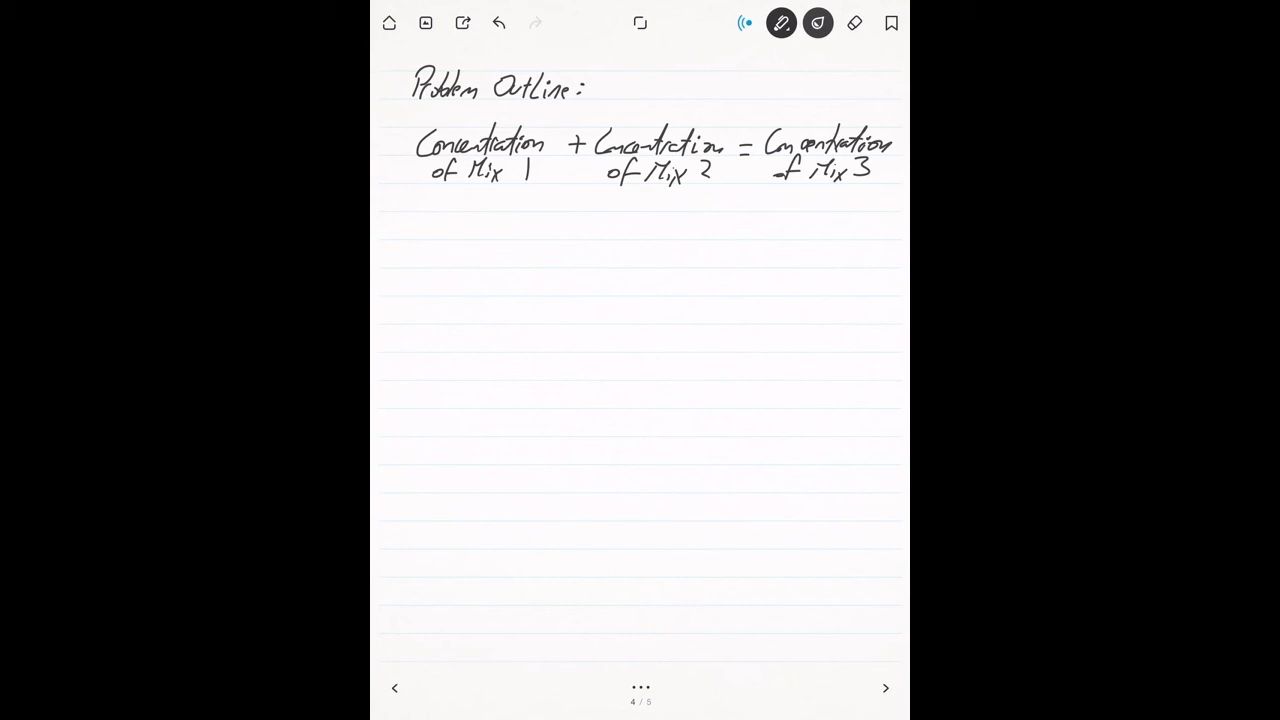 Problem Outline:
Concentration + Concentration = Concentration
of Mix 1 of Mix 2 of Mix 3
4 / 5